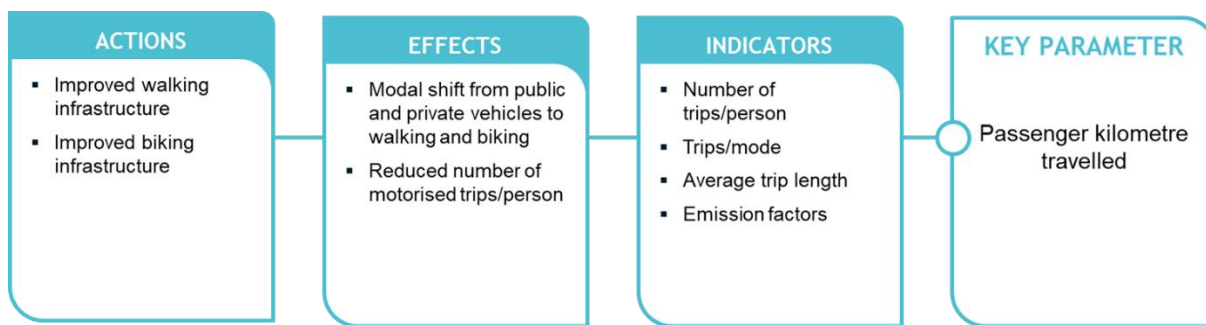 ACTIONS
▪ Improved walking
infrastructure
▪ Improved biking
infrastructure
EFFECTS
▪ Modal shift from public
and private vehicles to
walking and biking
▪ Reduced number of
motorised trips/person
INDICATORS
▪ Number of
trips/person
▪ Trips/mode
▪ Average trip length
▪ Emission factors
KEY PARAMETER
Passenger kilometre
travelled